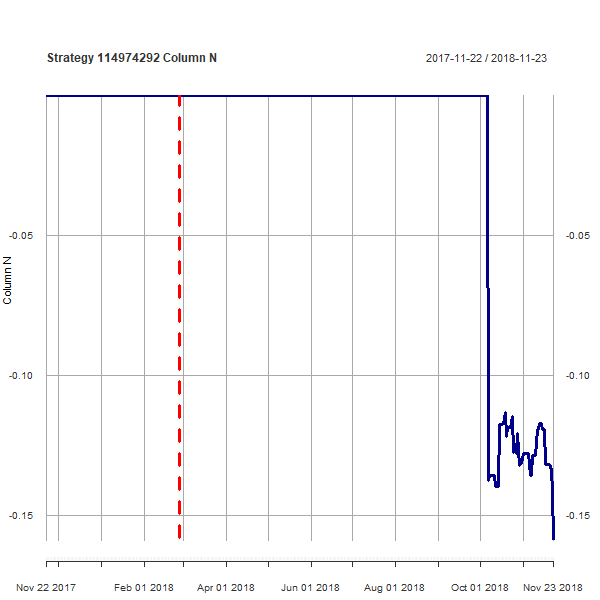 Strategy 114974292 Column N
2017-11-22 / 2018-11-23
-0.05
-0.05
Column N
-0.10
-0.10
-0.15
-0.15
Nov 22 2017
Feb 01 2018
Apr 01 2018
Jun 01 2018
Aug 01 2018
Oct 01 2018
Nov 23 2018